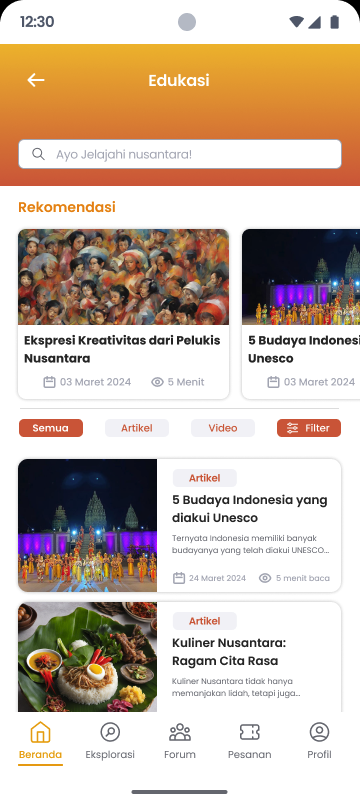 12:30
Edukasi
Ayo Jelajahi nusantara!
Rekomendasi
Ekspresi Kreativitas dari Pelukis
Nusantara
03 Maret 2024 5 Menit
5 Budaya Indonesi
Unesco
03 Maret 2024
Semua Artikel Video Filter
Artikel
5 Budaya Indonesia yang
diakui Unesco
Ternyata Indonesia memiliki banyak
budayanya yang telah diakui UNESCO...
24 Maret 2024 5 menit baca
Artikel
Kuliner Nusantara:
Ragam Cita Rasa
Kuliner Nusantara tidak hanya
memanjakan lidah, tetapi juga...
Beranda Eksplorasi Forum Pesanan Profil